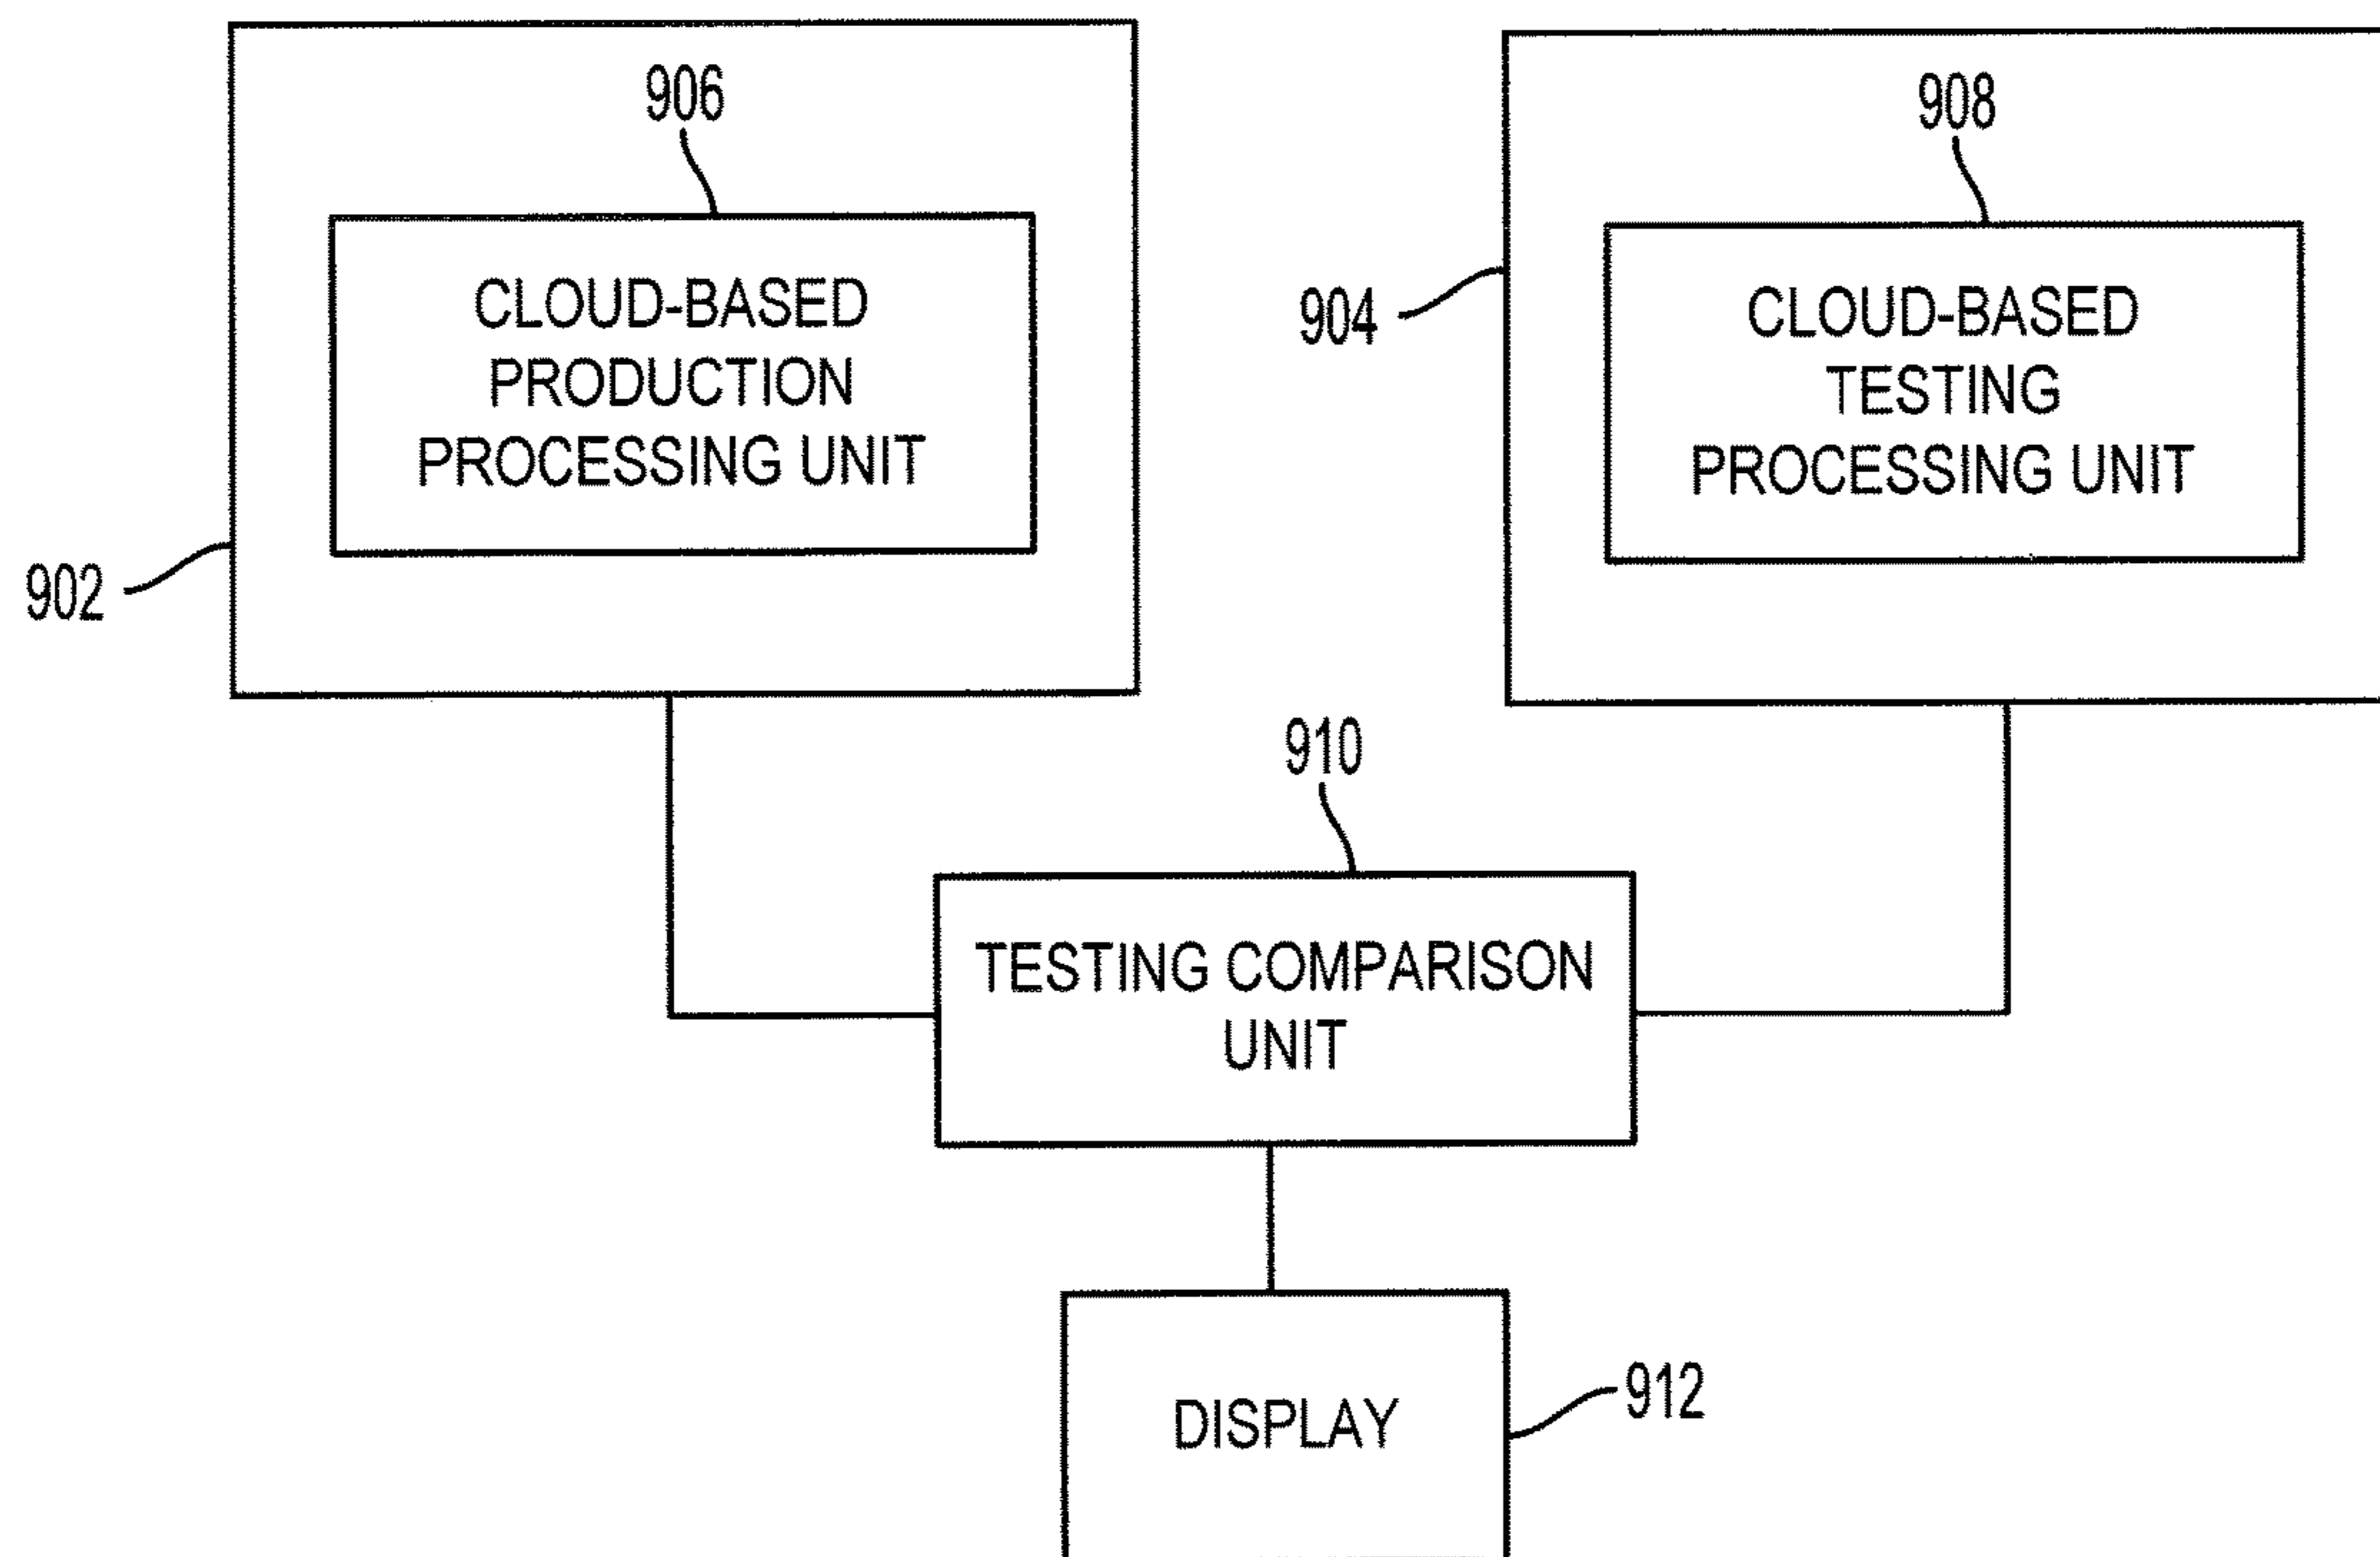 906
CLOUD-BASED
PRODUCTION
PROCESSING UNIT
902
908
904
CLOUD-BASED
TESTING
PROCESSING UNIT
910
TESTING COMPARISON
UNIT
DISPLAY
912